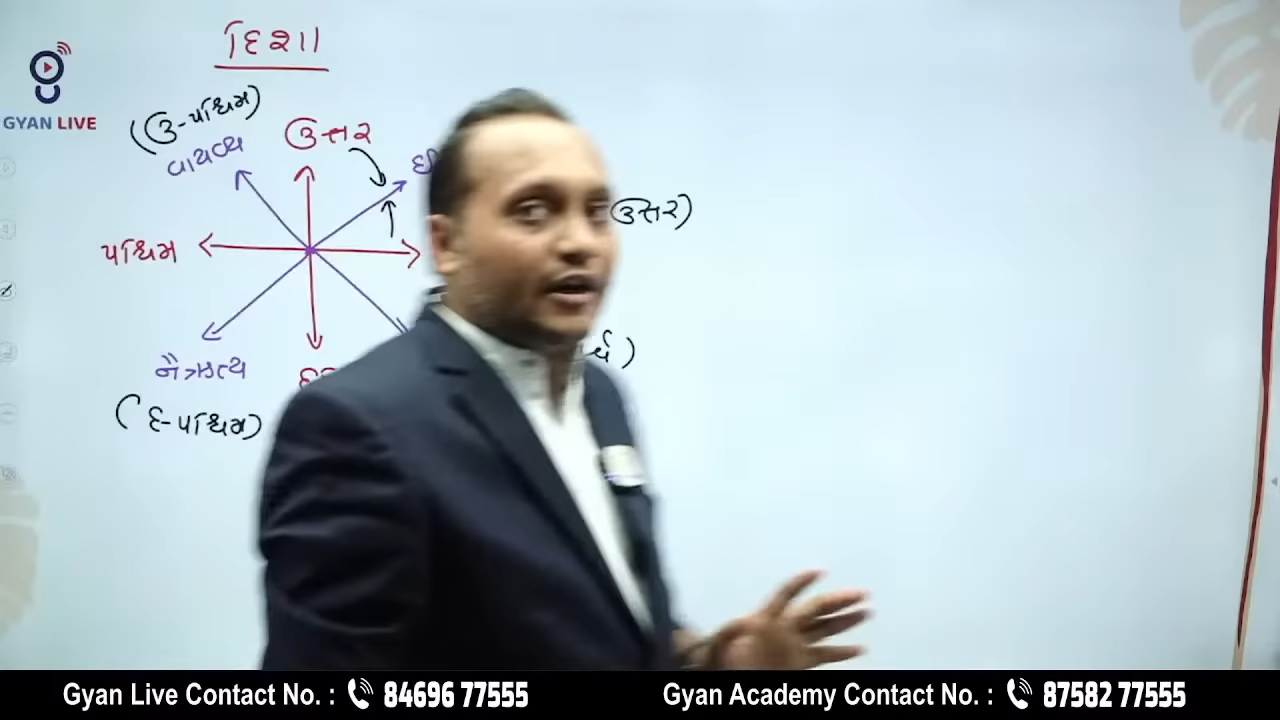 દિશા
GYAN LIVE
(ઉ-પશ્ચિમ)
વાયવ્ય
ઉત્તર
ઉત્તર)
પશ્ચિમ
નૈઋત્ય
(દ-પશ્ચિમ)
Gyan Live Contact No. : 84696 77555
Gyan Academy Contact No. : 87582 77555